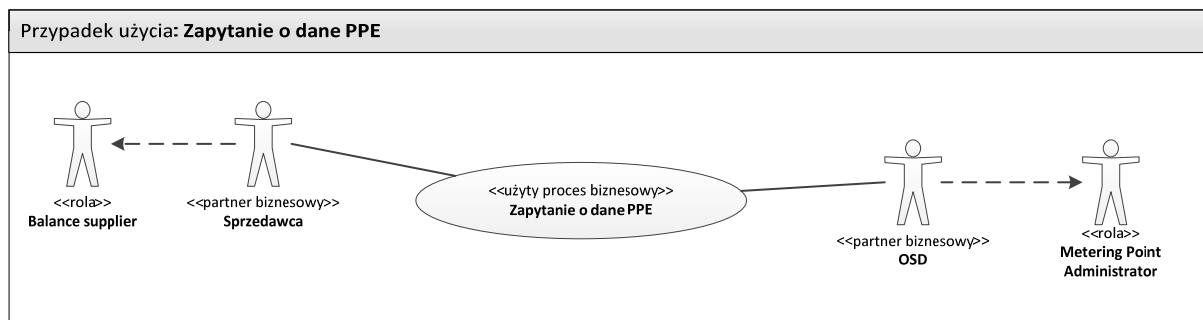 Przypadek użycia: Zapytanie o dane PPE
<<rola>>
Balance supplier
<<partner biznesowy>>
Sprzedawca
<<użyty proces biznesowy>>
Zapytanie o dane PPE
<<partner biznesowy>>
OSD
<<rola>>
Metering Point
Administrator